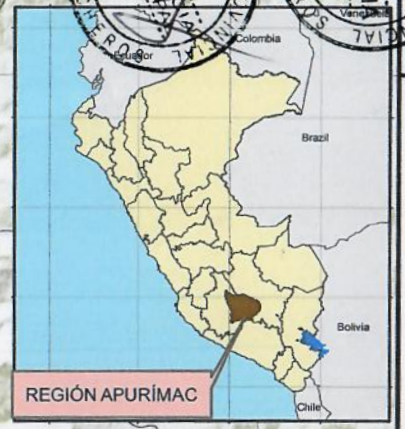 Venezuela
Colombia
Ecuador
Brazil
Bolivia
REGIÓN APURÍMAC
Chile